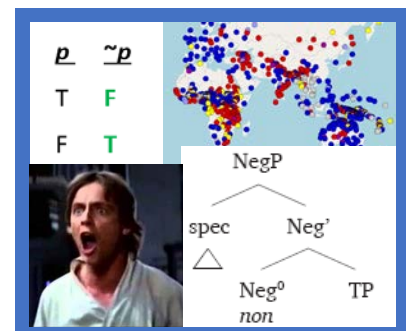 p ~p
T F
F T
NegP
spec Neg'
Neg⁰ TP
non